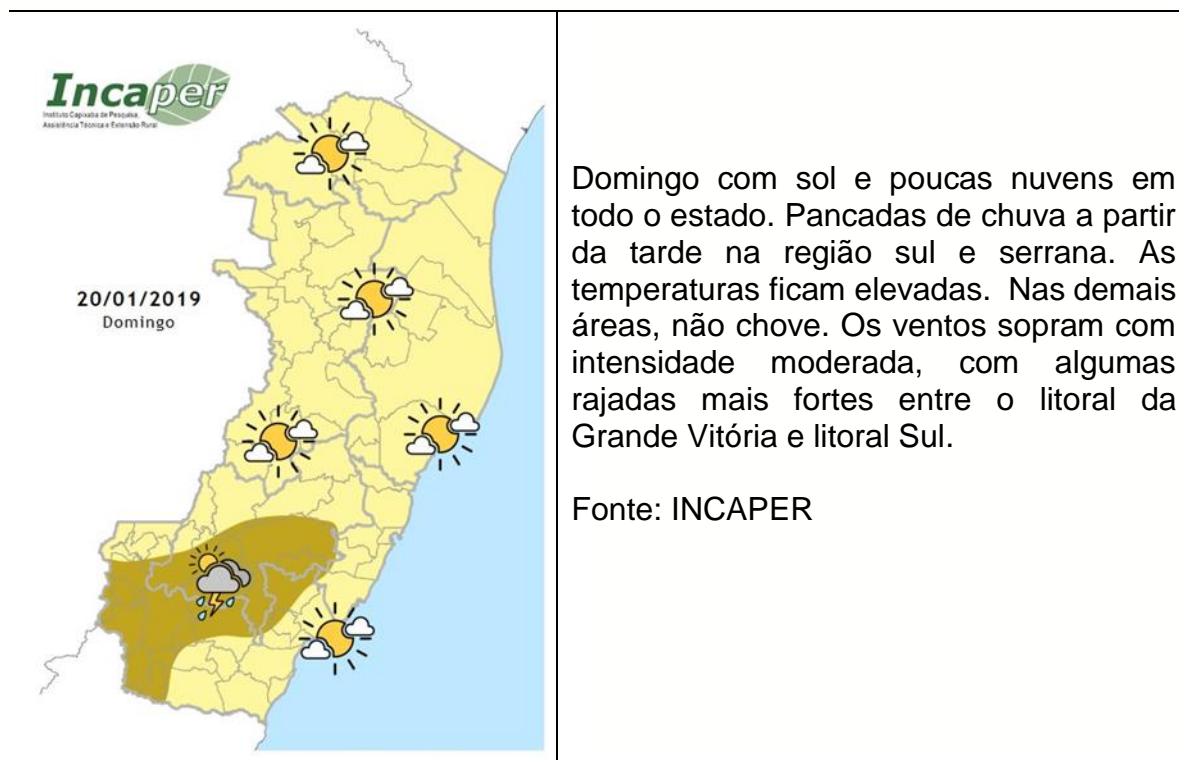 Incaper
Instituto Capixaba de Pesquisa,
Assistência Técnica e Extensão Rural
20/01/2019
Domingo
Domingo com sol e poucas nuvens em
todo o estado. Pancadas de chuva a partir
da tarde na região sul e serrana. As
temperaturas ficam elevadas. Nas demais
áreas, não chove. Os ventos sopram com
intensidade moderada, com algumas
rajadas mais fortes entre o litoral da
Grande Vitória e litoral Sul.
Fonte: INCAPER